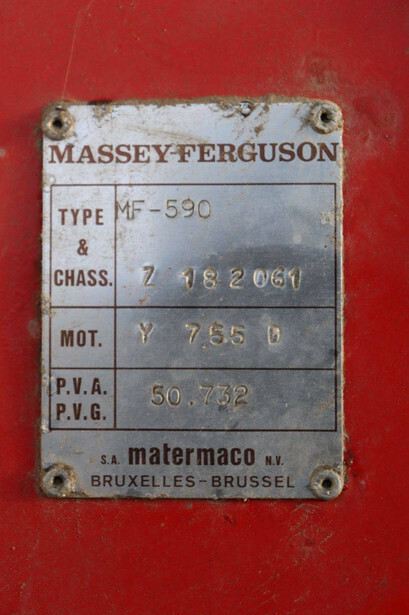 MASSEY-FERGUSON
TYPE & CHASS. MF-590
Z 182061
MOT. Y 755 D
P.V.A. P.V.G. 50.732
S.A. matermaco N.V.
BRUXELLES-BRUSSEL